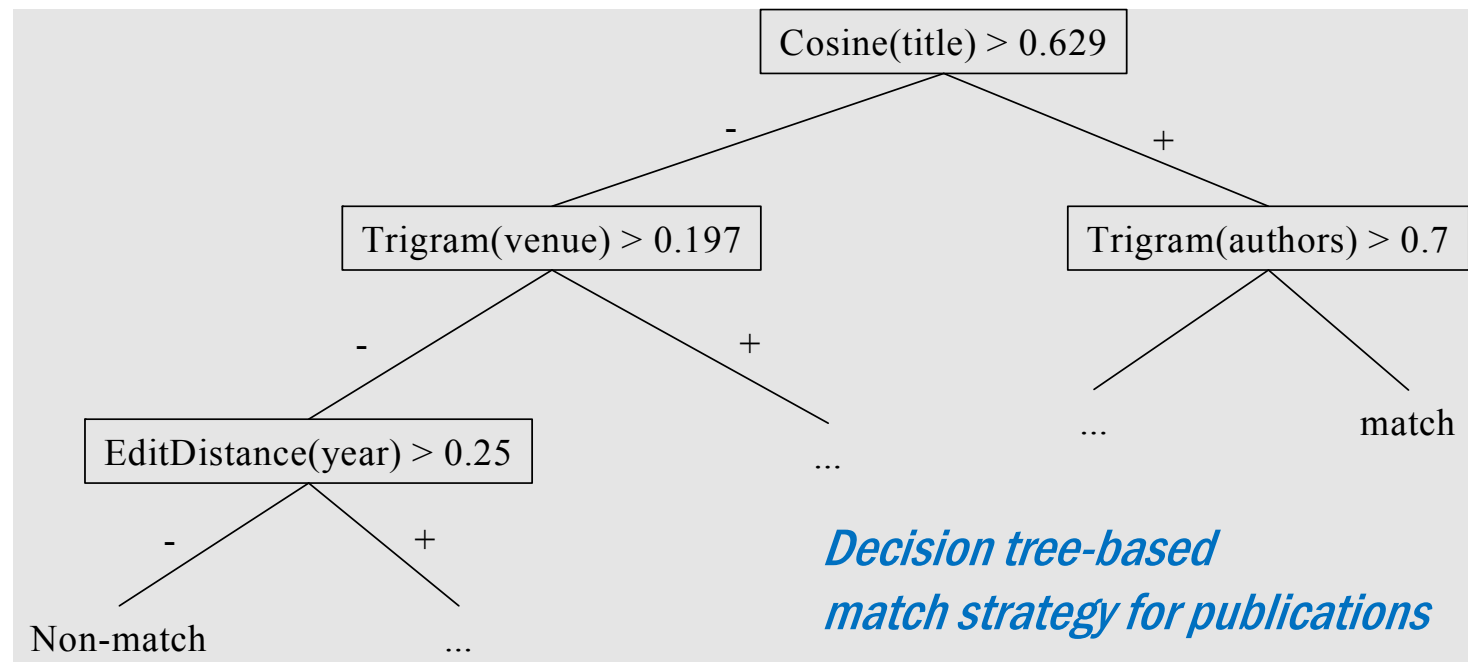 Cosine(title) > 0.629
-
+
Trigram(venue) > 0.197
Trigram(authors) > 0.7
-
+
...
match
EditDistance(year) > 0.25
...
-
+
Decision tree-based
match strategy for publications
Non-match
...